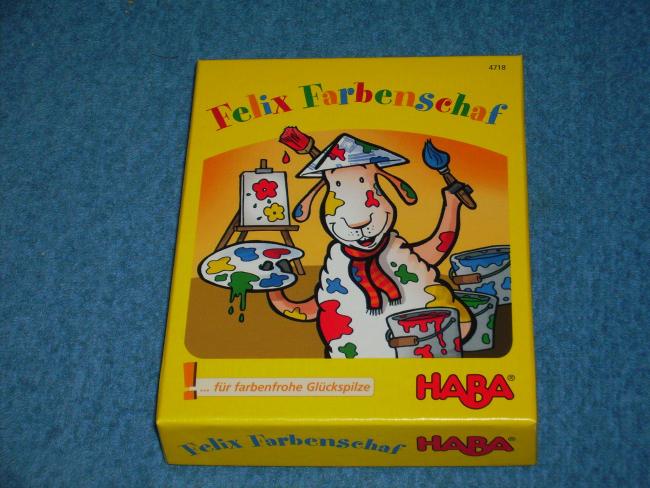 4718
Felix Farbenschaf
... für farbenfrohe Glückspilze
HABA®
Felix Farbenschaf HABA®